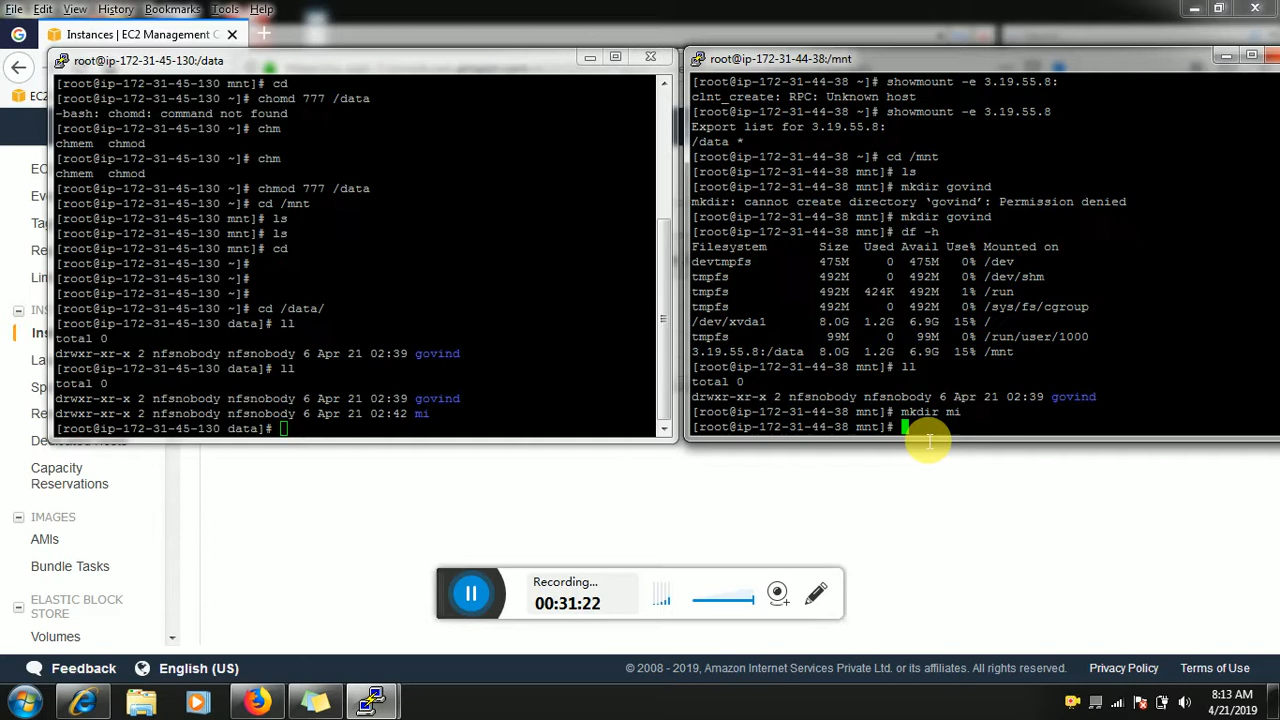 File Edit View History Bookmarks Tools Help
Instances | EC2 Management C
EC2
root@ip-172-31-45-130:/data
[root@ip-172-31-45-130 mnt]# cd
[root@ip-172-31-45-130 ~]# chomd 777 /data
-bash: chomd: command not found
[root@ip-172-31-45-130 ~]# chm
chmem chmod
[root@ip-172-31-45-130 ~]# chm
chmem chmod
[root@ip-172-31-45-130 ~]# chmod 777 /data
[root@ip-172-31-45-130 ~]# cd /mnt
[root@ip-172-31-45-130 mnt]# ls
[root@ip-172-31-45-130 mnt]# ls
[root@ip-172-31-45-130 mnt]# cd
[root@ip-172-31-45-130 ~]#
[root@ip-172-31-45-130 ~]#
[root@ip-172-31-45-130 ~]#
[root@ip-172-31-45-130 ~]# cd /data/
[root@ip-172-31-45-130 data]# ll
total 0
drwxr-xr-x 2 nfsnobody nfsnobody 6 Apr 21 02:39 govind
[root@ip-172-31-45-130 data]# ll
total 0
drwxr-xr-x 2 nfsnobody nfsnobody 6 Apr 21 02:39 govind
drwxr-xr-x 2 nfsnobody nfsnobody 6 Apr 21 02:42 mi
[root@ip-172-31-45-130 data]#
root@ip-172-31-44-38:/mnt
[root@ip-172-31-44-38 ~]# showmount -e 3.19.55.8:
clnt_create: RPC: Unknown host
[root@ip-172-31-44-38 ~]# showmount -e 3.19.55.8
Export list for 3.19.55.8:
/data *
[root@ip-172-31-44-38 ~]# cd /mnt
[root@ip-172-31-44-38 mnt]# ls
[root@ip-172-31-44-38 mnt]# mkdir govind
mkdir: cannot create directory ‘govind’: Permission denied
[root@ip-172-31-44-38 mnt]# mkdir govind
[root@ip-172-31-44-38 mnt]# df -h
Filesystem Size Used Avail Use% Mounted on
devtmpfs 475M 0 475M 0% /dev
tmpfs 492M 0 492M 0% /dev/shm
tmpfs 492M 424K 492M 1% /run
tmpfs 492M 0 492M 0% /sys/fs/cgroup
/dev/xvda1 8.0G 1.2G 6.9G 15% /
tmpfs 99M 0 99M 0% /run/user/1000
3.19.55.8:/data 8.0G 1.2G 6.9G 15% /mnt
[root@ip-172-31-44-38 mnt]# ll
total 0
drwxr-xr-x 2 nfsnobody nfsnobody 6 Apr 21 02:39 govind
[root@ip-172-31-44-38 mnt]# mkdir mi
[root@ip-172-31-44-38 mnt]#
Capacity
Reservations
IMAGES
AMIs
Bundle Tasks
ELASTIC BLOCK
STORE
Volumes
Recording...
00:31:22
Feedback English (US)
© 2008 - 2019, Amazon Internet Services Private Ltd. or its affiliates. All rights reserved. Privacy Policy Terms of Use
8:13 AM
4/21/2019